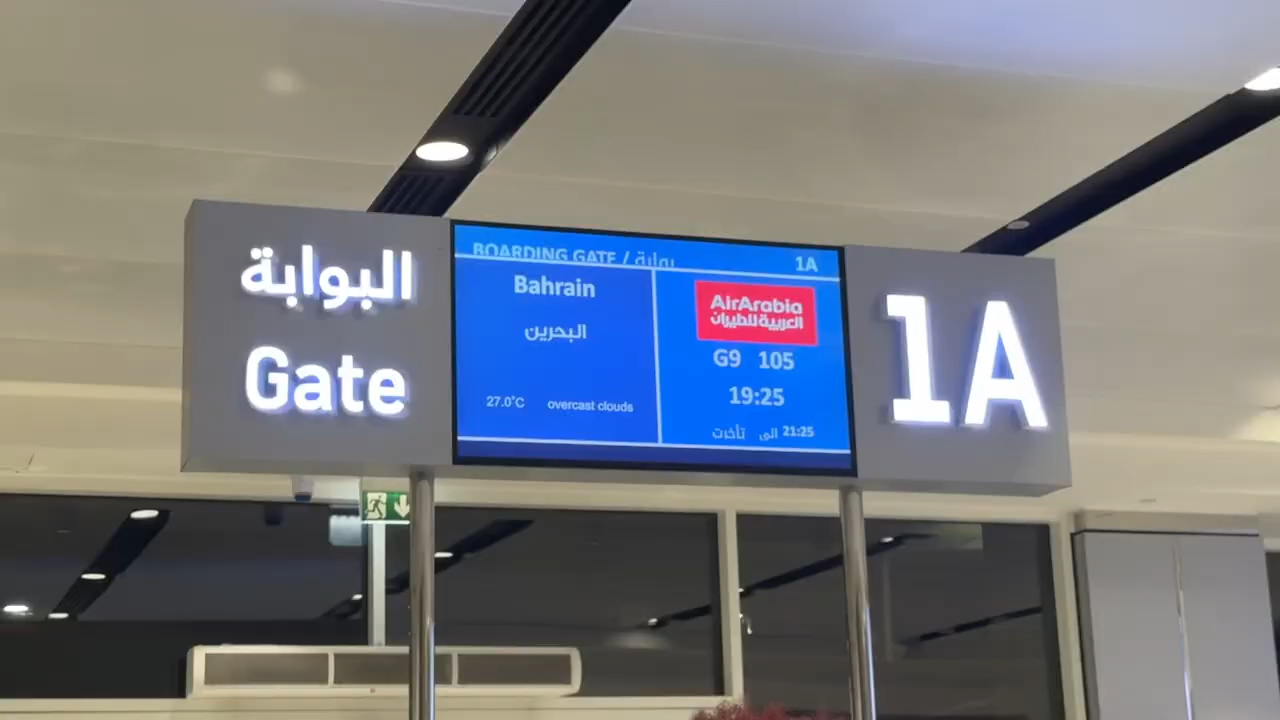 البوابة
Gate
BOARDING GATE / بوابة
1A
Bahrain
البحرين
27.0°C overcast clouds
AirArabia
العربية للطيران
G9 105
19:25
تأخرت الى 21:25
1A